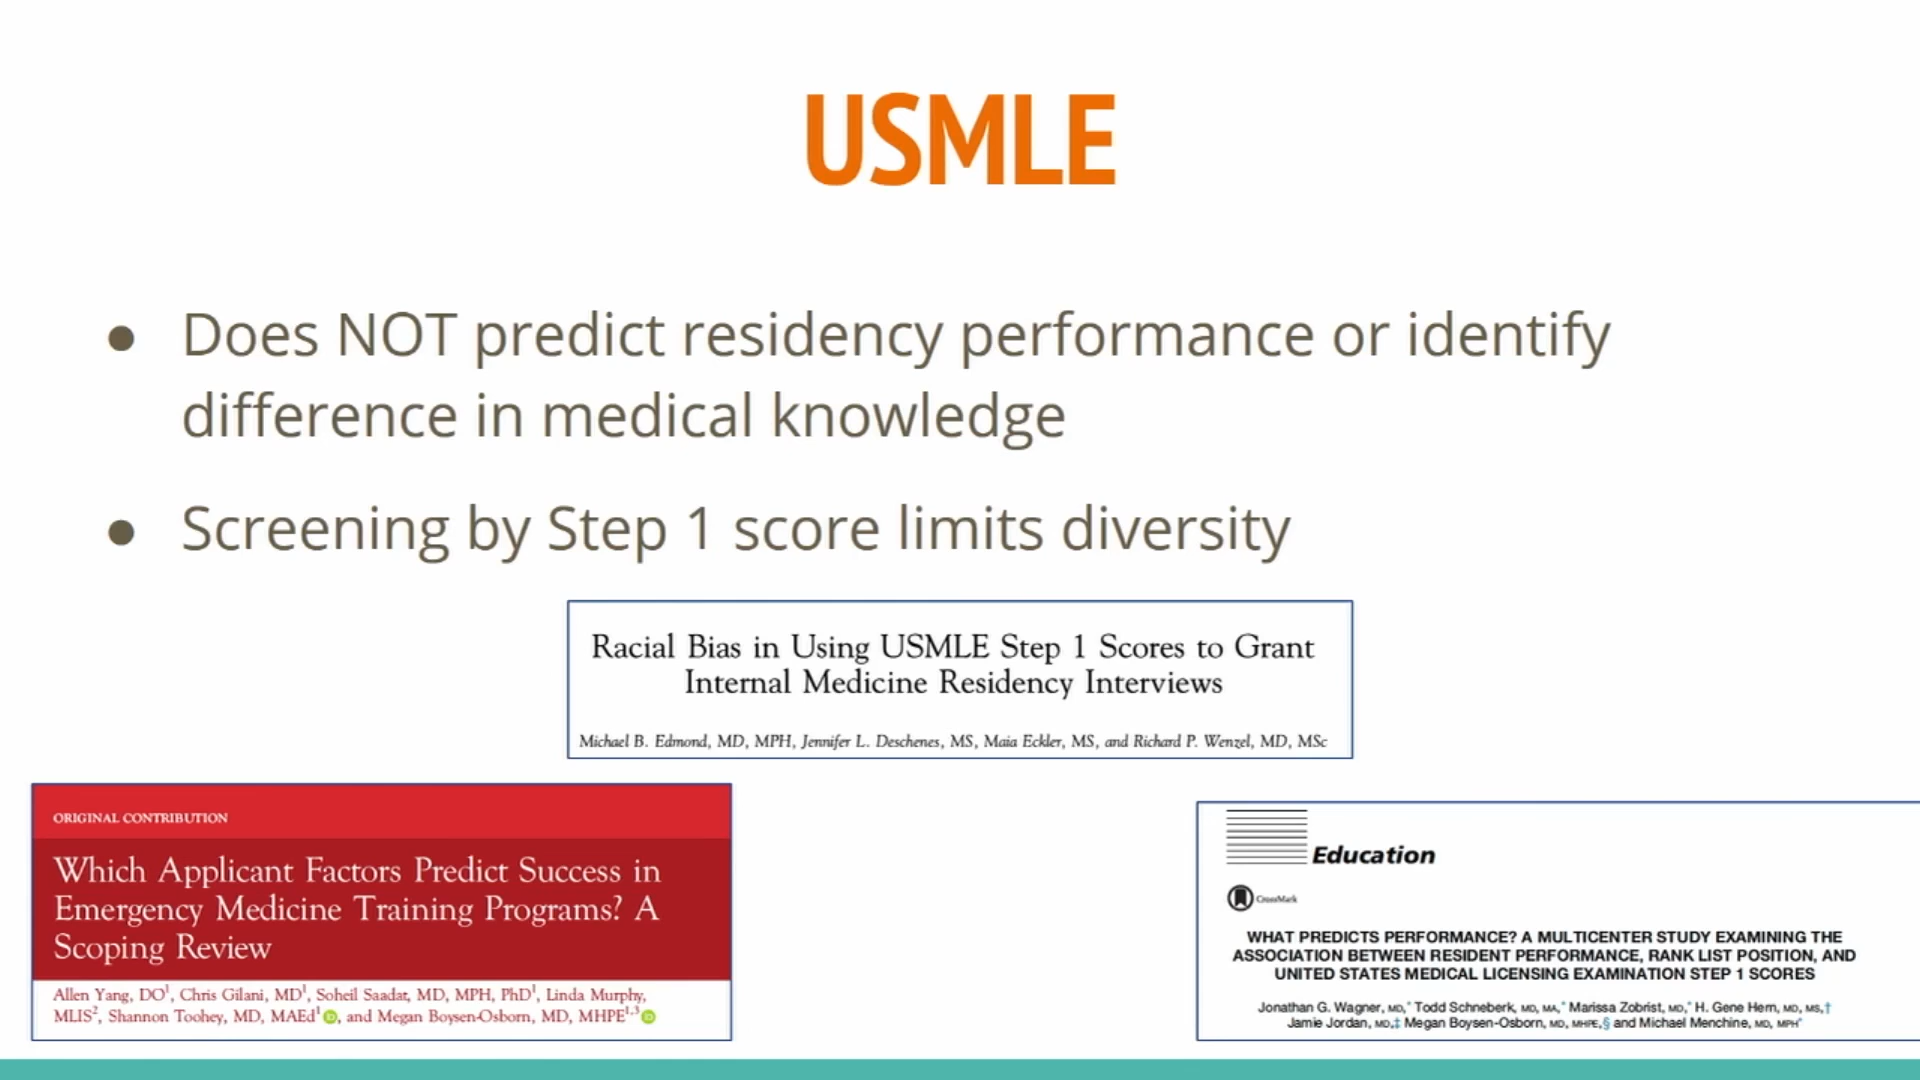 USMLE
● Does NOT predict residency performance or identify
difference in medical knowledge
● Screening by Step 1 score limits diversity
Racial Bias in Using USMLE Step 1 Scores to Grant
Internal Medicine Residency Interviews
Michael B. Edmond, MD, MPH, Jennifer L. Deschenes, MS, Maia Eckler, MS, and Richard P. Wenzel, MD, MSc
ORIGINAL CONTRIBUTION
Which Applicant Factors Predict Success in
Emergency Medicine Training Programs? A
Scoping Review
Allen Yang, DO¹, Chris Gilani, MD¹, Soheil Saadat, MD, MPH, PhD¹, Linda Murphy,
MLIS², Shannon Toohey, MD, MAEd¹ iD, and Megan Boysen-Osborn, MD, MHPE¹,³ iD
Education
CrossMark
WHAT PREDICTS PERFORMANCE? A MULTICENTER STUDY EXAMINING THE
ASSOCIATION BETWEEN RESIDENT PERFORMANCE, RANK LIST POSITION, AND
UNITED STATES MEDICAL LICENSING EXAMINATION STEP 1 SCORES
Jonathan G. Wagner, MD,* Todd Schneberk, MD, MA,* Marissa Zobrist, MD,* H. Gene Hern, MD, MS,†
Jamie Jordan, MD,‡ Megan Boysen-Osborn, MD, MHPE,§ and Michael Menchine, MD, MPH*